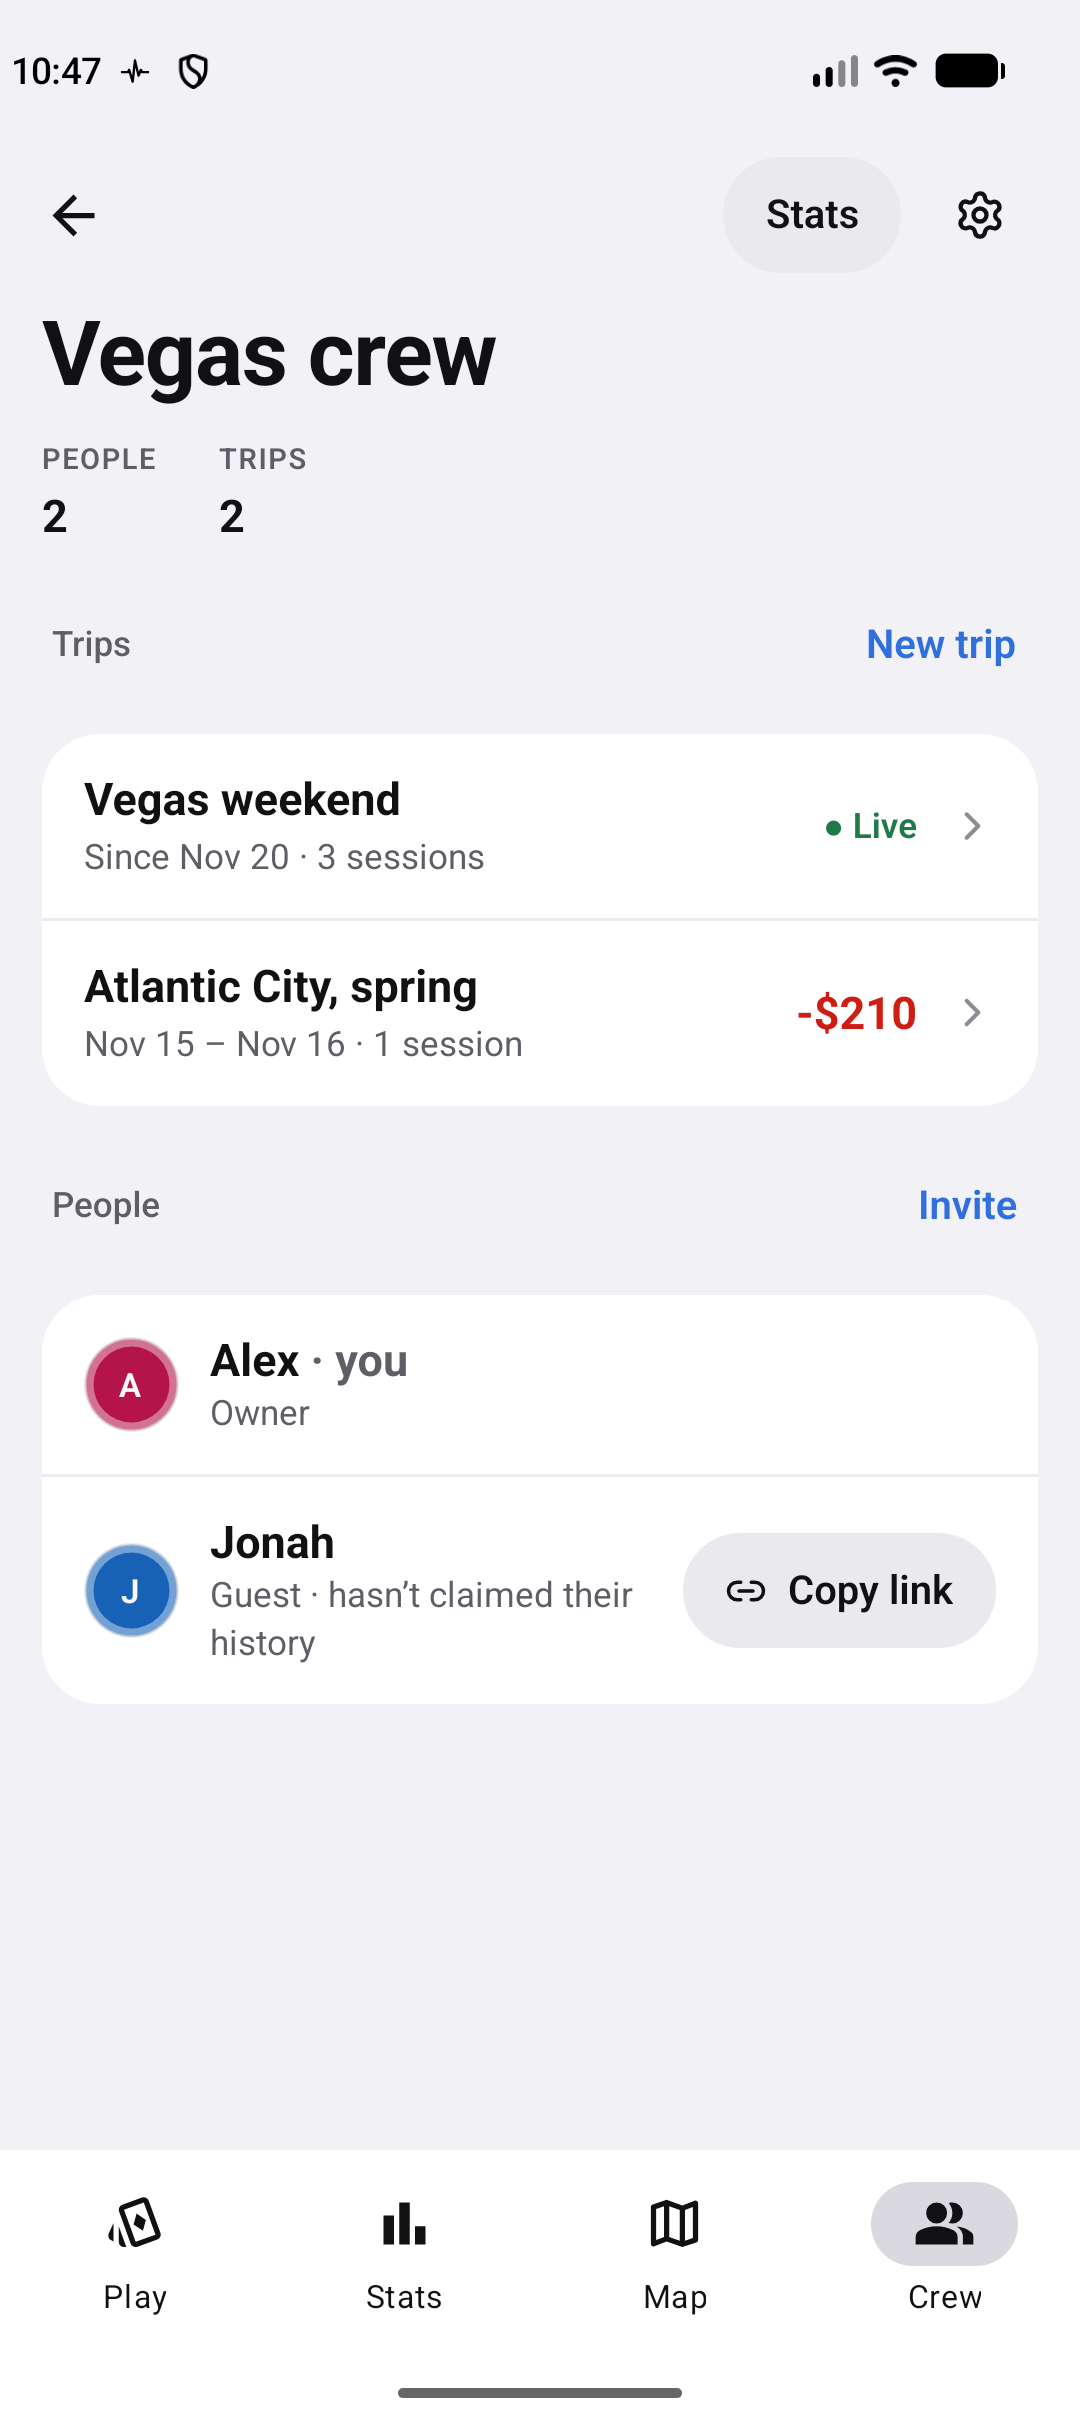 10:47
Stats
Vegas crew
PEOPLE TRIPS
2 2
Trips New trip
Vegas weekend
Since Nov 20 · 3 sessions
Live
Atlantic City, spring
Nov 15 – Nov 16 · 1 session
-$210
People Invite
A
Alex · you
Owner
J
Jonah
Guest · hasn’t claimed their
history
Copy link
Play Stats Map Crew